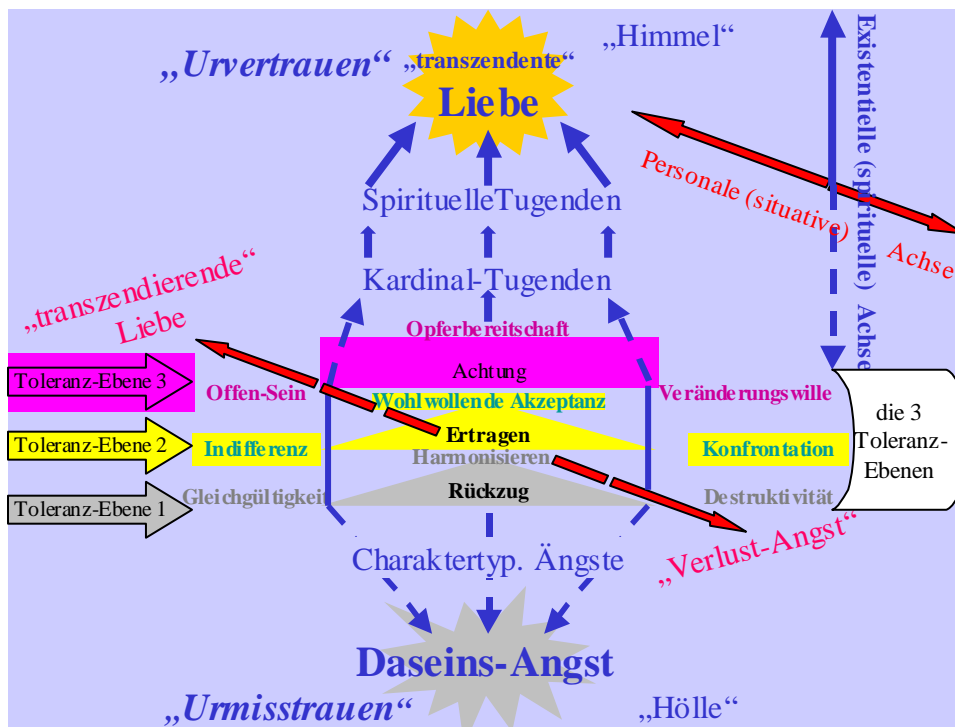 „Himmel“
„Urvertrauen“
„transzendente“
Liebe
Existentielle (spirituelle) Achse
Personale (situative) Achse
SpirituelleTugenden
Kardinal-Tugenden
„transzendierende“
Liebe
Opferbereitschaft
Toleranz-Ebene 3
Offen-Sein
Achtung
Veränderungswille
Wohlwollende Akzeptanz
Toleranz-Ebene 2
Indifferenz
Ertragen
Konfrontation
die 3
Toleranz-
Ebenen
Harmonisieren
Toleranz-Ebene 1
Gleichgültigkeit
Rückzug
Destruktivität
„Verlust-Angst“
Charaktertyp. Ängste
Daseins-Angst
„Urmisstrauen“
„Hölle“